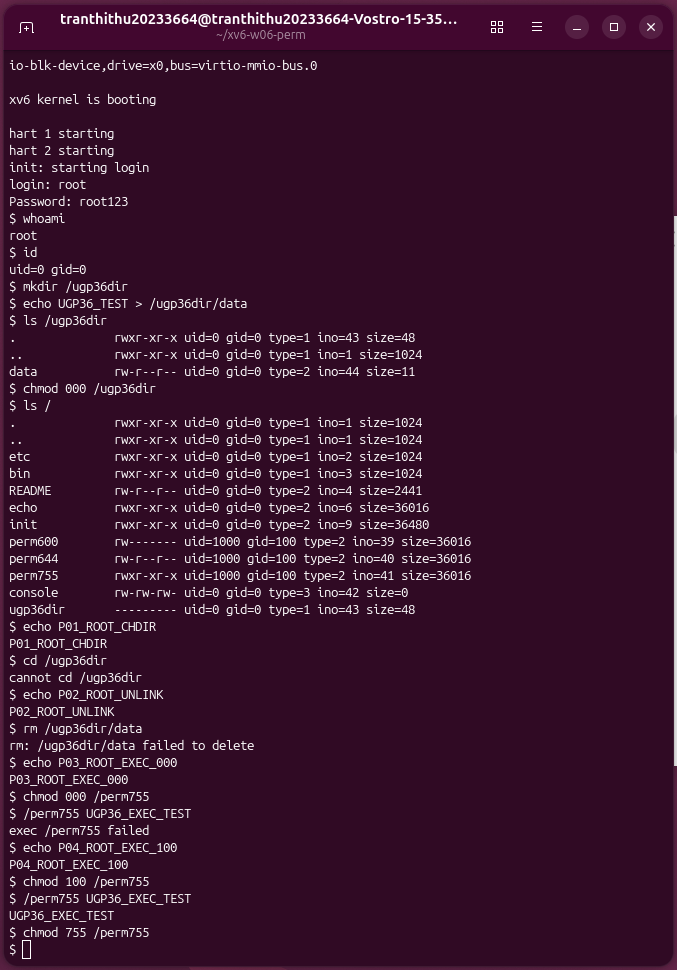 tranthithu20233664@tranthithu20233664-Vostro-15-35…
~/xv6-w06-perm
io-blk-device,drive=x0,bus=virtio-mmio-bus.0
xv6 kernel is booting
hart 1 starting
hart 2 starting
init: starting login
login: root
Password: root123
$ whoami
root
$ id
uid=0 gid=0
$ mkdir /ugp36dir
$ echo UGP36_TEST > /ugp36dir/data
$ ls /ugp36dir
.              rwxr-xr-x uid=0 gid=0 type=1 ino=43 size=48
..             rwxr-xr-x uid=0 gid=0 type=1 ino=1 size=1024
data           rw-r--r-- uid=0 gid=0 type=2 ino=44 size=11
$ chmod 000 /ugp36dir
$ ls /
.              rwxr-xr-x uid=0 gid=0 type=1 ino=1 size=1024
..             rwxr-xr-x uid=0 gid=0 type=1 ino=1 size=1024
etc            rwxr-xr-x uid=0 gid=0 type=1 ino=2 size=1024
bin            rwxr-xr-x uid=0 gid=0 type=1 ino=3 size=1024
README         rw-r--r-- uid=0 gid=0 type=2 ino=4 size=2441
echo           rwxr-xr-x uid=0 gid=0 type=2 ino=6 size=36016
init           rwxr-xr-x uid=0 gid=0 type=2 ino=9 size=36480
perm600        rw------- uid=1000 gid=100 type=2 ino=39 size=36016
perm644        rw-r--r-- uid=1000 gid=100 type=2 ino=40 size=36016
perm755        rwxr-xr-x uid=1000 gid=100 type=2 ino=41 size=36016
console        rw-rw-rw- uid=0 gid=0 type=3 ino=42 size=0
ugp36dir       --------- uid=0 gid=0 type=1 ino=43 size=48
$ echo P01_ROOT_CHDIR
P01_ROOT_CHDIR
$ cd /ugp36dir
cannot cd /ugp36dir
$ echo P02_ROOT_UNLINK
P02_ROOT_UNLINK
$ rm /ugp36dir/data
rm: /ugp36dir/data failed to delete
$ echo P03_ROOT_EXEC_000
P03_ROOT_EXEC_000
$ chmod 000 /perm755
$ /perm755 UGP36_EXEC_TEST
exec /perm755 failed
$ echo P04_ROOT_EXEC_100
P04_ROOT_EXEC_100
$ chmod 100 /perm755
$ /perm755 UGP36_EXEC_TEST
UGP36_EXEC_TEST
$ chmod 755 /perm755
$